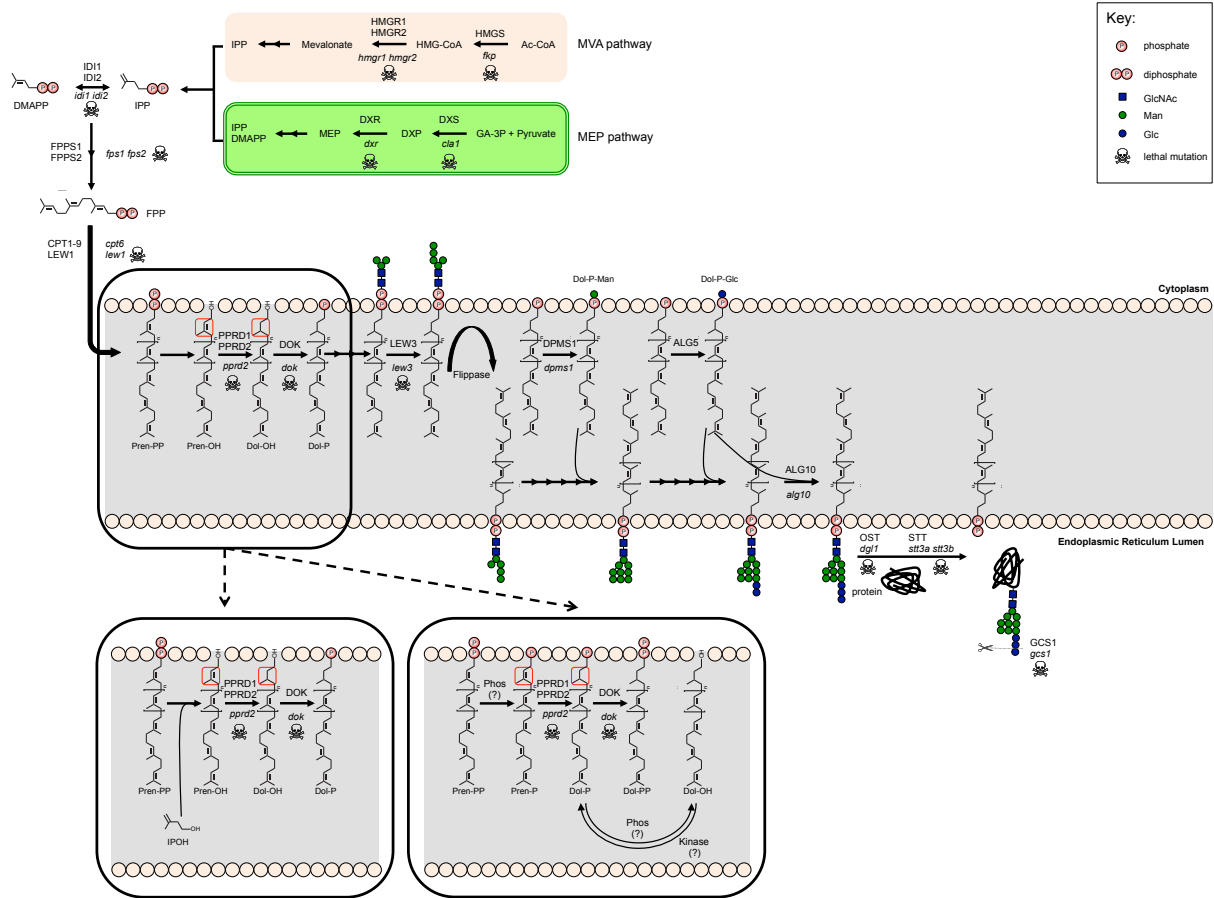 Key:
P phosphate
P P diphosphate
GlcNAc
Man
Glc
lethal mutation
HMGR1
HMGR2
HMGS
IPP
Mevalonate
HMG-CoA
Ac-CoA
hmgr1 hmgr2
fkp
MVA pathway
IDI1
IDI2
idi1 idi2
DMAPP
IPP
P P
P P
DXR
DXS
IPP
DMAPP
MEP
DXP
GA-3P + Pyruvate
dxr
cla1
MEP pathway
FPPS1
FPPS2
fps1 fps2
P P
FPP
CPT1-9
LEW1
cpt6
lew1
Dol-P-Man
Dol-P-Glc
Cytoplasm
OH
OH
PPRD1
PPRD2
pprd2
DOK
dok
LEW3
lew3
Flippase
DPMS1
dpms1
ALG5
Pren-PP
Pren-OH
Dol-OH
Dol-P
ALG10
alg10
Endoplasmic Reticulum Lumen
OST
dgl1
STT
stt3a stt3b
protein
GCS1
gcs1
OH
OH
PPRD1
PPRD2
pprd2
DOK
dok
Pren-PP
Pren-OH
Dol-OH
Dol-P
OH
IPOH
OH
Phos
(?)
PPRD1
PPRD2
pprd2
DOK
dok
Pren-PP
Pren-P
Dol-P
Dol-PP
Dol-OH
Phos
(?)
Kinase
(?)